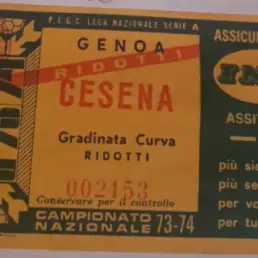 F.I.G.C. LEGA NAZIONALE SERIE A
GENOA
RIDOTTI
CESENA
Gradinata Curva
RIDOTTI
002153
Conservare per il controllo
CAMPIONATO
NAZIONALE 73-74
ASSICU
ASSIT
più si
più se
per vo
per tu